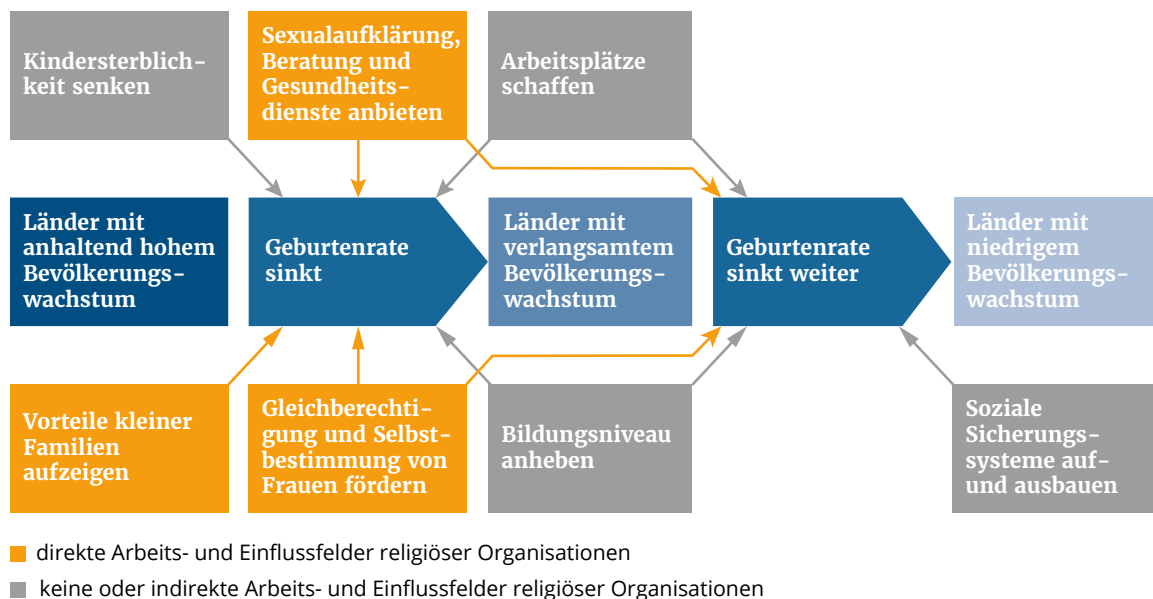 Kindersterblich-
keit senken
Sexualaufklärung,
Beratung und
Gesundheits-
dienste anbieten
Arbeitsplätze
schaffen
Länder mit
anhaltend hohem
Bevölkerungs-
wachstum
Geburtenrate
sinkt
Länder mit
verlangsamtem
Bevölkerungs-
wachstum
Geburtenrate
sinkt weiter
Länder mit
niedrigem
Bevölkerungs-
wachstum
Vorteile kleiner
Familien
aufzeigen
Gleichberechti-
gung und Selbst-
bestimmung von
Frauen fördern
Bildungsniveau
anheben
Soziale
Sicherungs-
systeme auf-
und ausbauen
direkte Arbeits- und Einflussfelder religiöser Organisationen
keine oder indirekte Arbeits- und Einflussfelder religiöser Organisationen